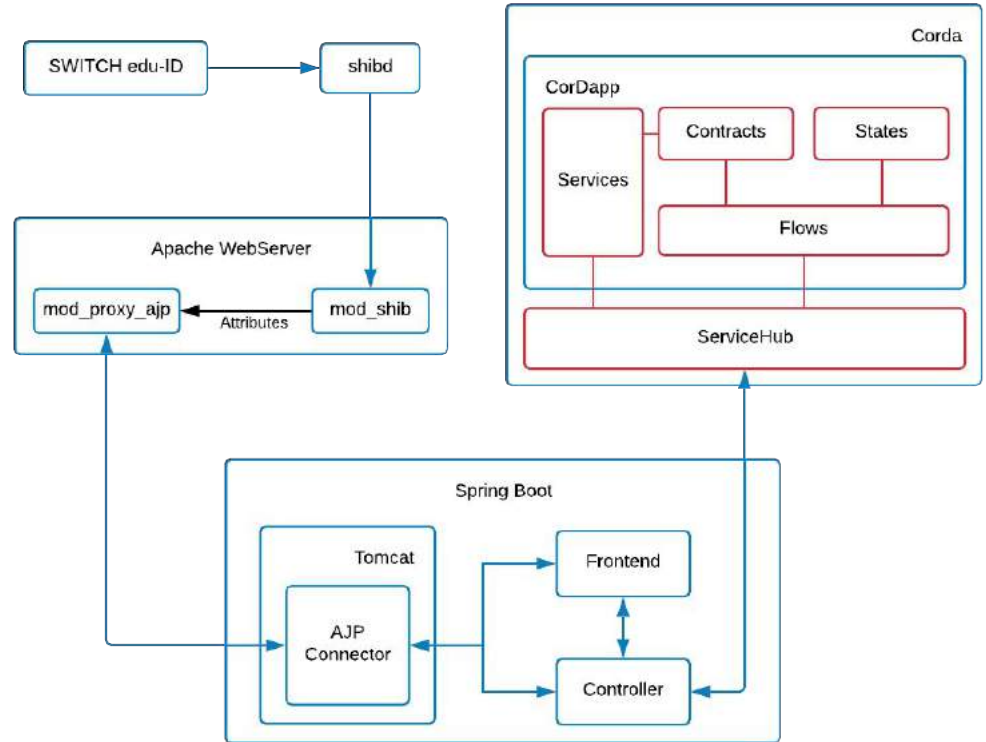 SWITCH edu-ID
shibd
Corda
CorDapp
Contracts
States
Services
Flows
ServiceHub
Apache WebServer
mod_proxy_ajp
Attributes
mod_shib
Spring Boot
Tomcat
AJP
Connector
Frontend
Controller